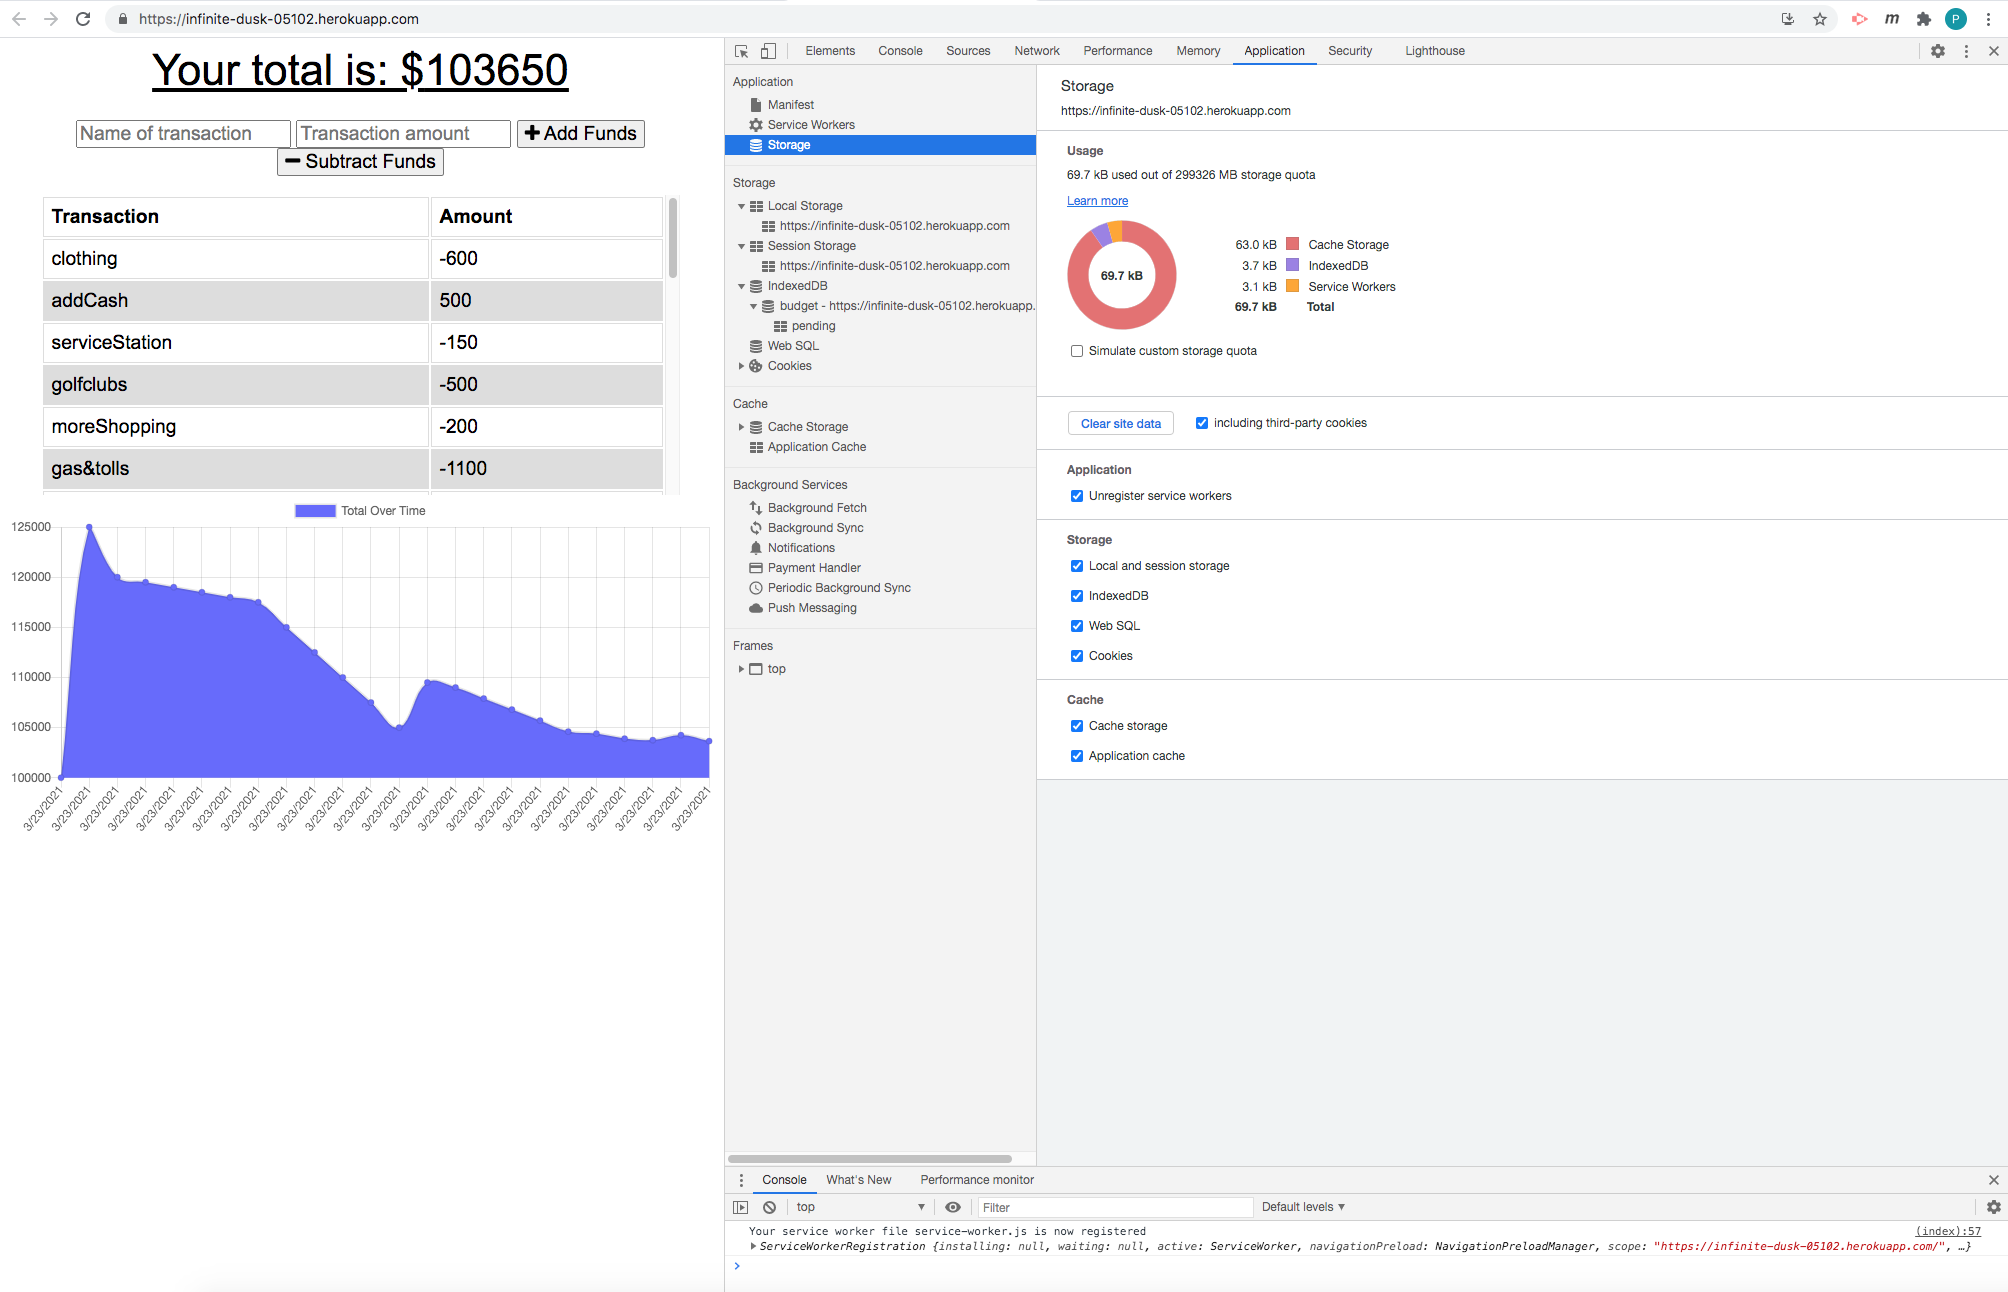 https://infinite-dusk-05102.herokuapp.com
m
P
Your total is: $103650
Name of transaction
Transaction amount
Add Funds
Subtract Funds
Transaction Amount
clothing -600
addCash 500
serviceStation -150
golfclubs -500
moreShopping -200
gas&tolls -1100
Total Over Time
125000
120000
115000
110000
105000
100000
3/23/2021 3/23/2021 3/23/2021 3/23/2021 3/23/2021 3/23/2021 3/23/2021 3/23/2021 3/23/2021 3/23/2021 3/23/2021 3/23/2021 3/23/2021 3/23/2021 3/23/2021 3/23/2021 3/23/2021 3/23/2021 3/23/2021 3/23/2021 3/23/2021 3/23/2021 3/23/2021 3/23/2021
Elements Console Sources Network Performance Memory Application Security Lighthouse
Application
Manifest
Service Workers
Storage
Storage
Local Storage
https://infinite-dusk-05102.herokuapp.com
Session Storage
https://infinite-dusk-05102.herokuapp.com
IndexedDB
budget - https://infinite-dusk-05102.herokuapp.
pending
Web SQL
Cookies
Cache
Cache Storage
Application Cache
Background Services
Background Fetch
Background Sync
Notifications
Payment Handler
Periodic Background Sync
Push Messaging
Frames
top
Storage
https://infinite-dusk-05102.herokuapp.com
Usage
69.7 kB used out of 299326 MB storage quota
Learn more
69.7 kB
63.0 kB Cache Storage
3.7 kB IndexedDB
3.1 kB Service Workers
69.7 kB Total
Simulate custom storage quota
Clear site data including third-party cookies
Application
Unregister service workers
Storage
Local and session storage
IndexedDB
Web SQL
Cookies
Cache
Cache storage
Application cache
Console What's New Performance monitor
top Filter Default levels
Your service worker file service-worker.js is now registered (index):57
ServiceWorkerRegistration {installing: null, waiting: null, active: ServiceWorker, navigationPreload: NavigationPreloadManager, scope: "https://infinite-dusk-05102.herokuapp.com/", …}